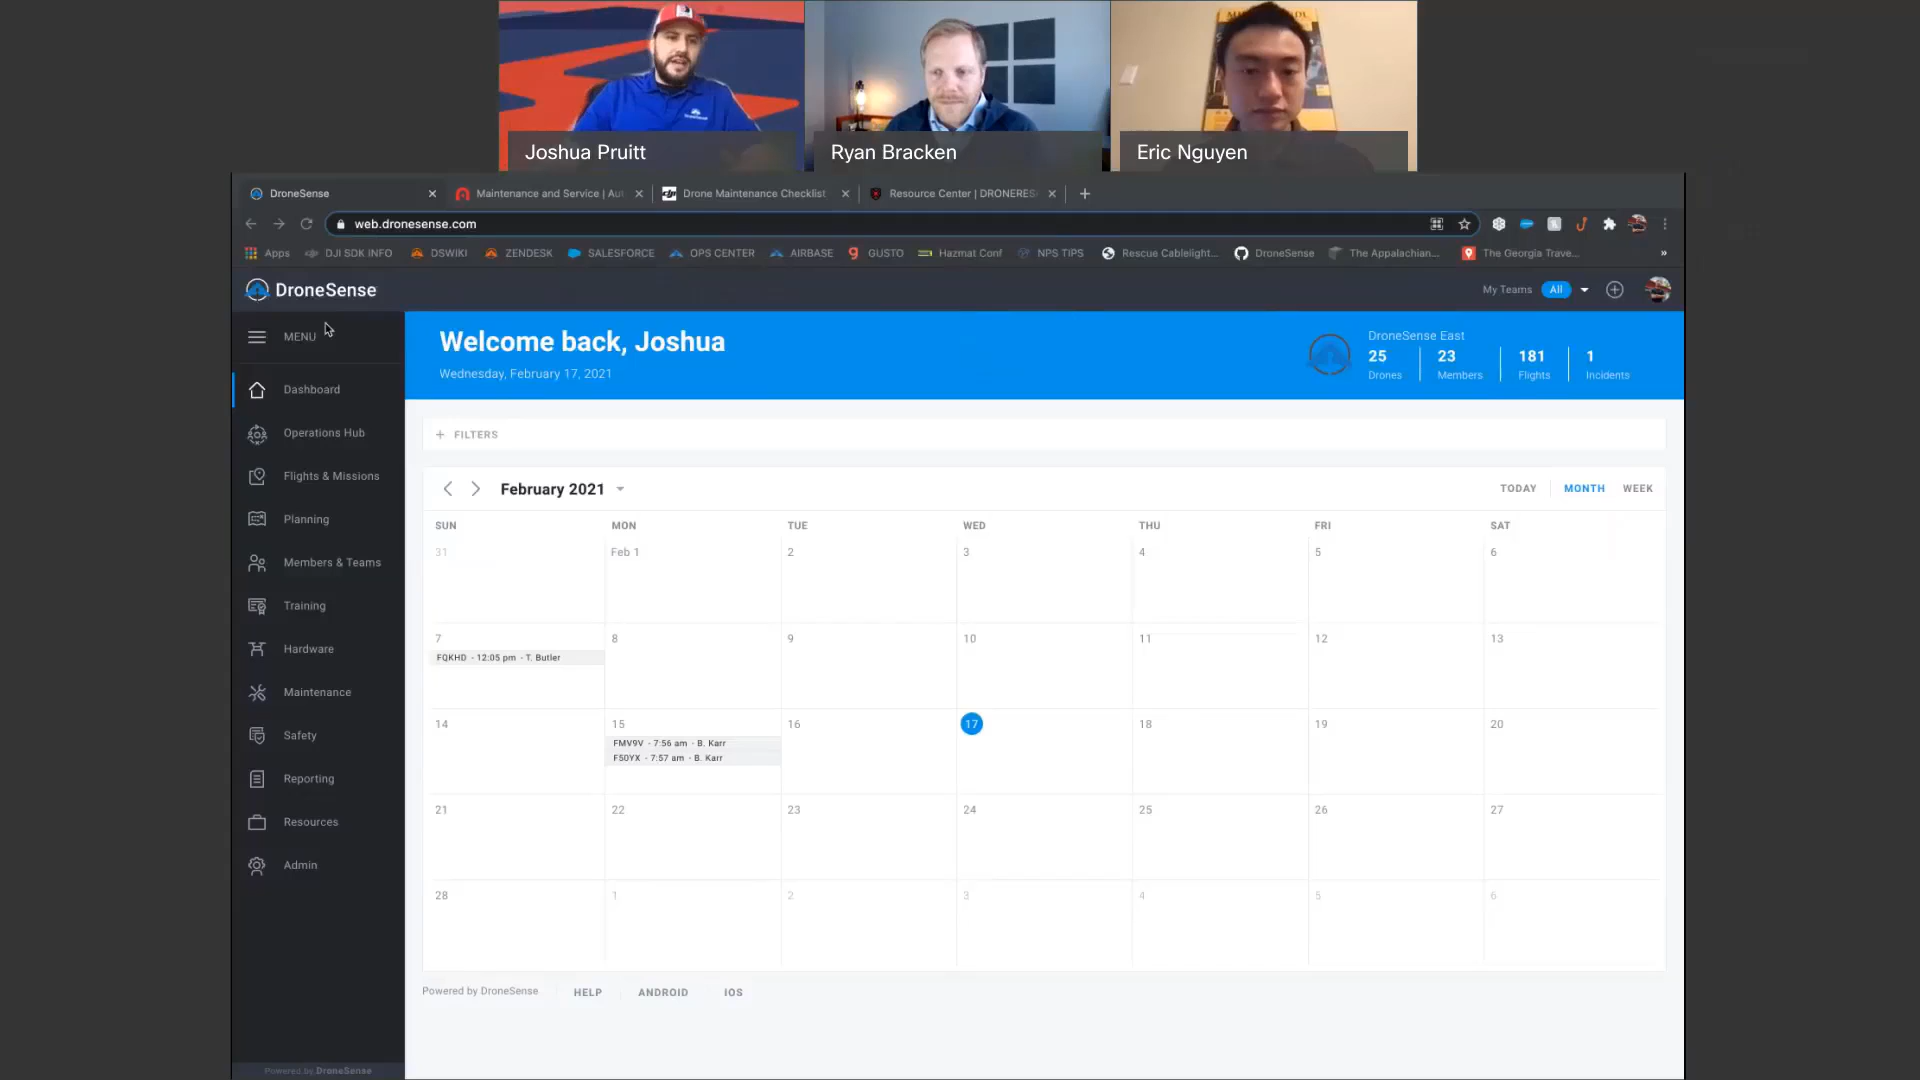 Joshua Pruitt
Ryan Bracken
Eric Nguyen
DroneSense
Maintenance and Service | Aut
Drone Maintenance Checklist
Resource Center | DRONERES
web.dronesense.com
Apps
DJI SDK INFO
DSWIKI
ZENDESK
SALESFORCE
OPS CENTER
AIRBASE
GUSTO
Hazmat Conf
NPS TIPS
Rescue Cablelight...
DroneSense
The Appalachian...
The Georgia Trave...
DroneSense
My Teams All
MENU
Dashboard
Operations Hub
Flights & Missions
Planning
Members & Teams
Training
Hardware
Maintenance
Safety
Reporting
Resources
Admin
Powered by DroneSense
Welcome back, Joshua
Wednesday, February 17, 2021
DroneSense East
25 23 181 1
Drones Members Flights Incidents
+ FILTERS
February 2021
TODAY MONTH WEEK
SUN MON TUE WED THU FRI SAT
31 Feb 1 2 3 4 5 6
7 8 9 10 11 12 13
FQKHD - 12:05 pm - T. Butler
14 15 16 17 18 19 20
FMV9V - 7:56 am - B. Karr
F50YX - 7:57 am - B. Karr
21 22 23 24 25 26 27
28 1 2 3 4 5 6
Powered by DroneSense HELP ANDROID IOS